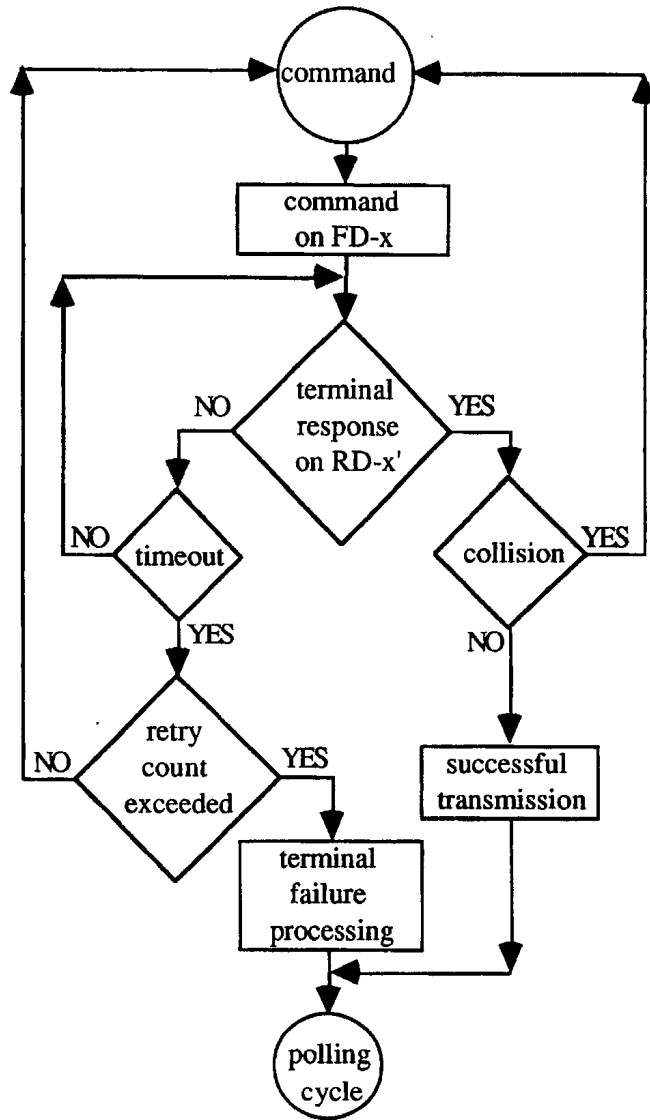 command
command
on FD-x
terminal
response
on RD-x'
NO
YES
timeout
NO
YES
collision
YES
NO
retry
count
exceeded
NO
YES
successful
transmission
terminal
failure
processing
polling
cycle